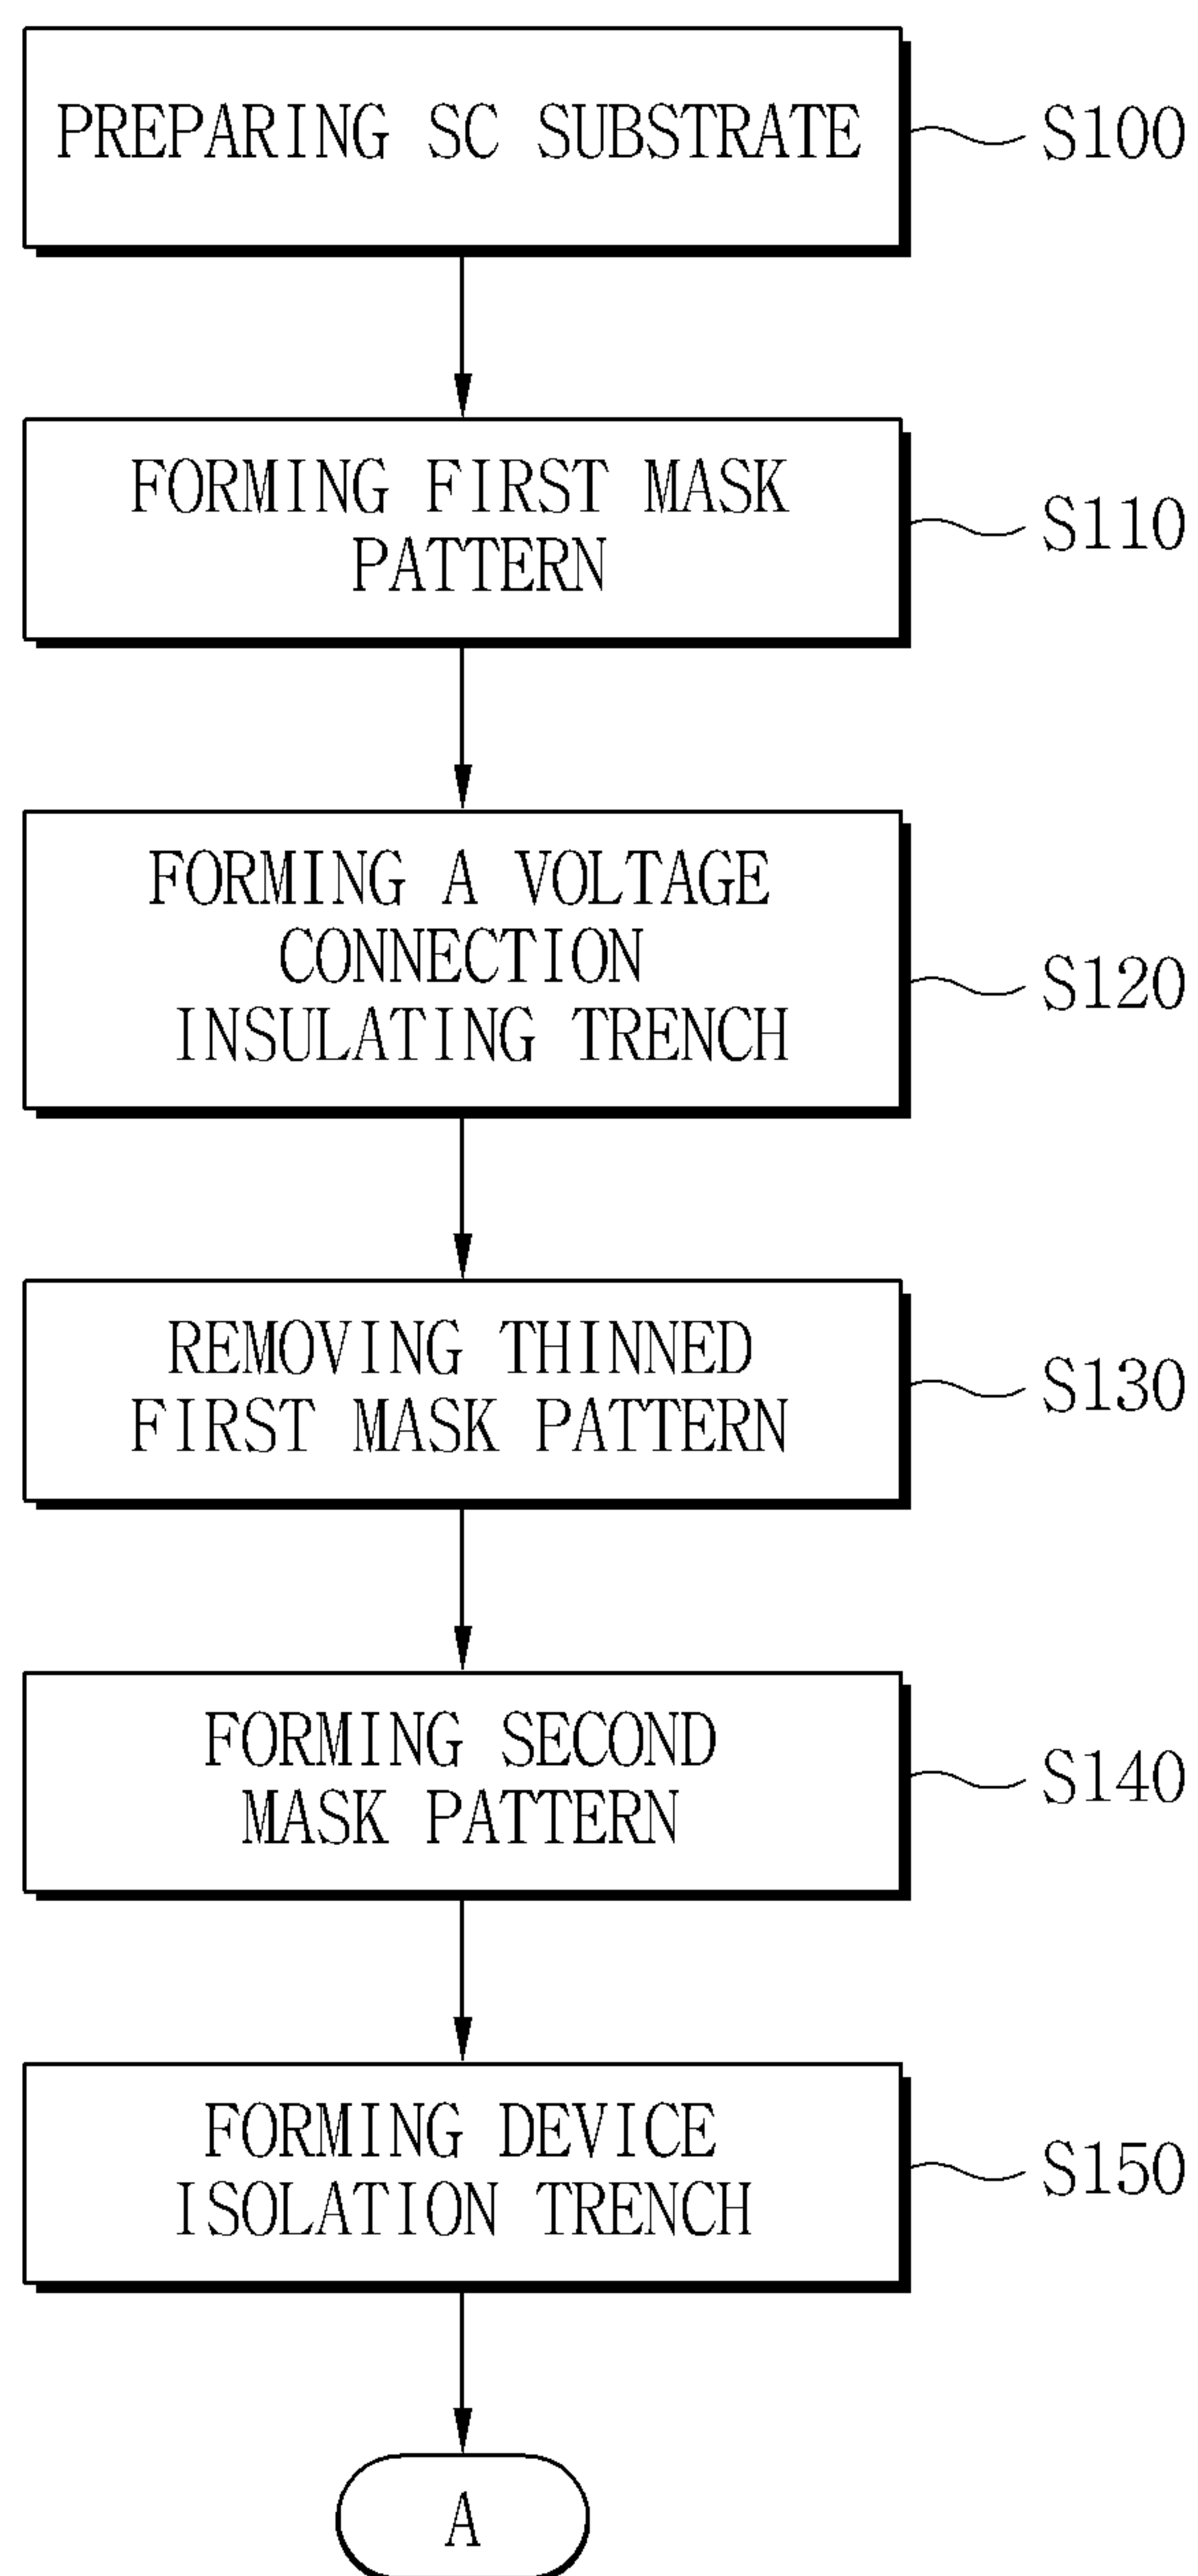 PREPARING SC SUBSTRATE
S100
FORMING FIRST MASK
PATTERN
S110
FORMING A VOLTAGE
CONNECTION
INSULATING TRENCH
S120
REMOVING THINNED
FIRST MASK PATTERN
S130
FORMING SECOND
MASK PATTERN
S140
FORMING DEVICE
ISOLATION TRENCH
S150
A